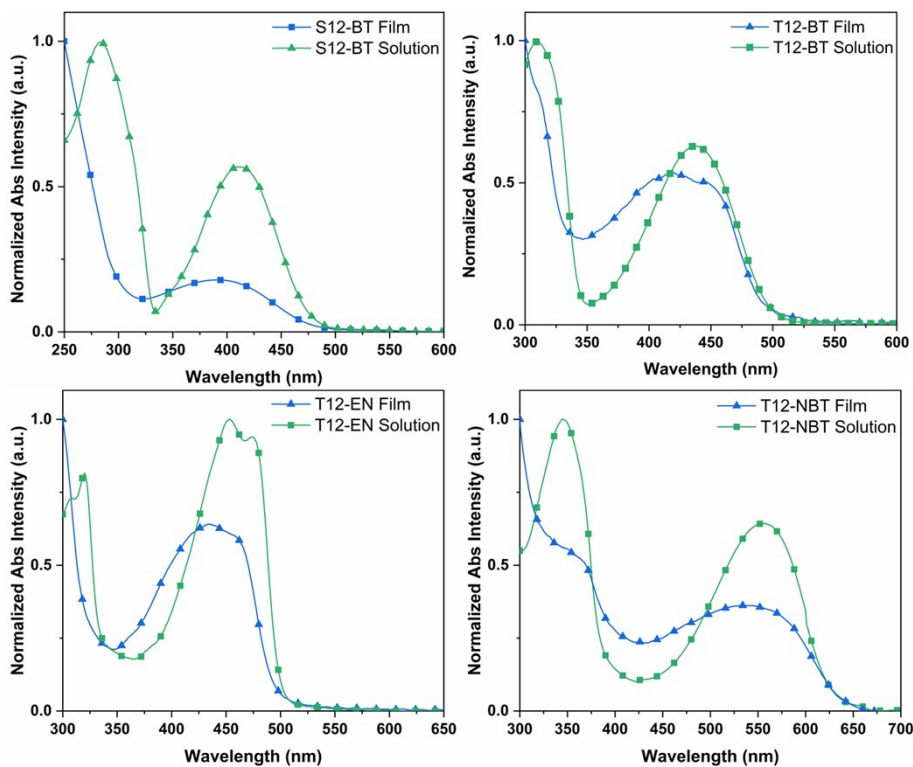 S12-BT Film
S12-BT Solution
Normalized Abs Intensity (a.u.)
1.0
0.5
0.0
250 300 350 400 450 500 550 600
Wavelength (nm)
T12-BT Film
T12-BT Solution
Normalized Abs Intensity (a.u.)
1.0
0.5
0.0
300 350 400 450 500 550 600
Wavelength (nm)
T12-EN Film
T12-EN Solution
Normalized Abs Intensity (a.u.)
1.0
0.5
0.0
300 350 400 450 500 550 600 650
Wavelength (nm)
T12-NBT Film
T12-NBT Solution
Normalized Abs Intensity (a.u.)
1.0
0.5
0.0
300 350 400 450 500 550 600 650 700
Wavelength (nm)